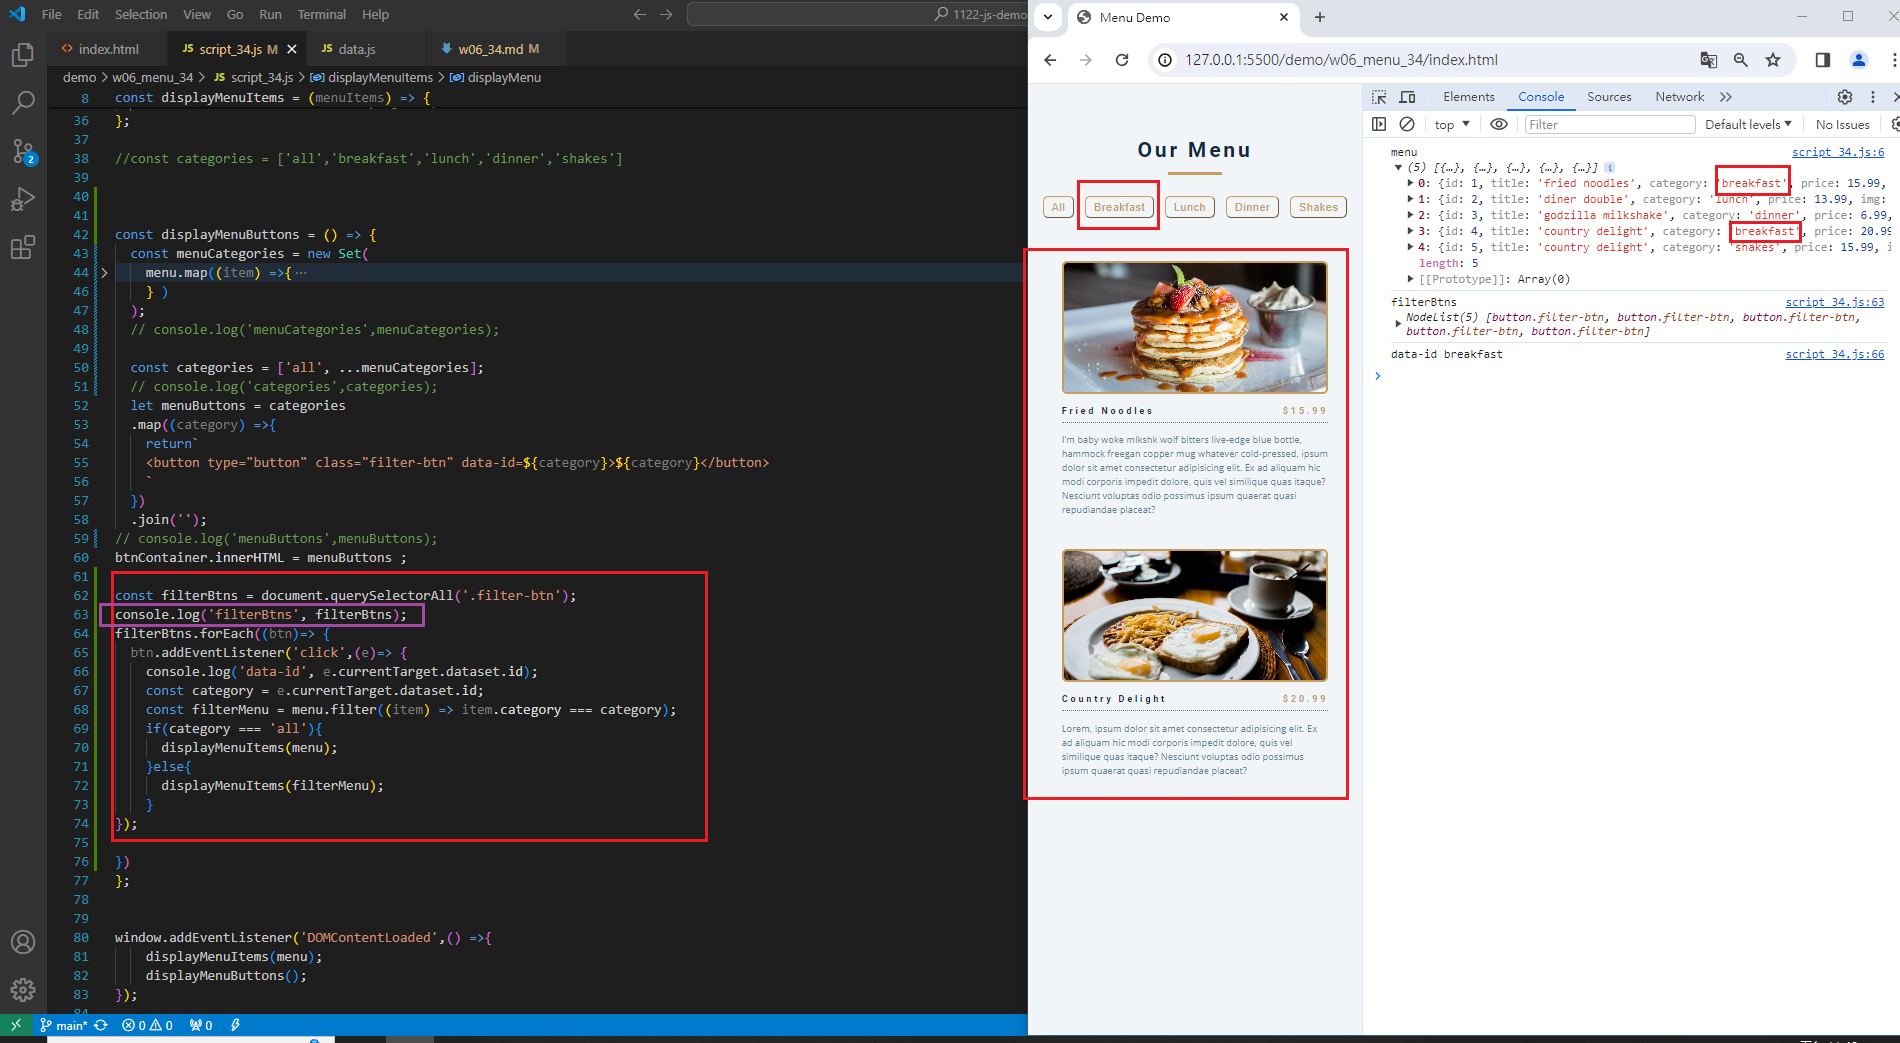 File Edit Selection View Go Run Terminal Help
1122-js-demo
index.html
JS script_34.js M
JS data.js
w06_34.md M
demo > w06_menu_34 > JS script_34.js > displayMenuItems > displayMenu
8 const displayMenuItems = (menuItems) => {
36 };
37
38 //const categories = ['all','breakfast','lunch','dinner','shakes']
39
40
41
42 const displayMenuButtons = () => {
43 const menuCategories = new Set(
44 menu.map((item) =>{ ···
46 } )
47 );
48 // console.log('menuCategories',menuCategories);
49
50 const categories = ['all', ...menuCategories];
51 // console.log('categories',categories);
52 let menuButtons = categories
53 .map((category) =>{
54 return`
55 <button type="button" class="filter-btn" data-id=${category}>${category}</button>
56 `
57 })
58 .join('');
59 // console.log('menuButtons',menuButtons);
60 btnContainer.innerHTML = menuButtons ;
61
62 const filterBtns = document.querySelectorAll('.filter-btn');
63 console.log('filterBtns', filterBtns);
64 filterBtns.forEach((btn)=> {
65 btn.addEventListener('click',(e)=> {
66 console.log('data-id', e.currentTarget.dataset.id);
67 const category = e.currentTarget.dataset.id;
68 const filterMenu = menu.filter((item) => item.category === category);
69 if(category === 'all'){
70 displayMenuItems(menu);
71 }else{
72 displayMenuItems(filterMenu);
73 }
74 });
75
76 })
77 };
78
79
80 window.addEventListener('DOMContentLoaded',() =>{
81 displayMenuItems(menu);
82 displayMenuButtons();
83 });
2
main* 0 0 0
Menu Demo
127.0.0.1:5500/demo/w06_menu_34/index.html
Our Menu
All Breakfast Lunch Dinner Shakes
Fried Noodles $15.99
I'm baby woke mlkshk wolf bitters live-edge blue bottle,
hammock freegan copper mug whatever cold-pressed, ipsum
dolor sit amet consectetur adipisicing elit. Ex ad aliquam hic
modi corporis impedit dolore, quis vel similique quas itaque?
Nesciunt voluptas odio possimus ipsum quaerat quasi
repudiandae placeat?
Country Delight $20.99
Lorem, ipsum dolor sit amet consectetur adipisicing elit. Ex
ad aliquam hic modi corporis impedit dolore, quis vel
similique quas itaque? Nesciunt voluptas odio possimus
ipsum quaerat quasi repudiandae placeat?
Elements Console Sources Network
top Filter Default levels No Issues
menu script 34.js:6
(5) [{…}, {…}, {…}, {…}, {…}] i
0: {id: 1, title: 'fried noodles', category: 'breakfast', price: 15.99,
1: {id: 2, title: 'diner double', category: 'lunch', price: 13.99, img:
2: {id: 3, title: 'godzilla milkshake', category: 'dinner', price: 6.99,
3: {id: 4, title: 'country delight', category: 'breakfast', price: 20.99
4: {id: 5, title: 'country delight', category: 'shakes', price: 15.99, i
length: 5
[[Prototype]]: Array(0)
filterBtns script 34.js:63
NodeList(5) [button.filter-btn, button.filter-btn, button.filter-btn,
button.filter-btn, button.filter-btn]
data-id breakfast script 34.js:66